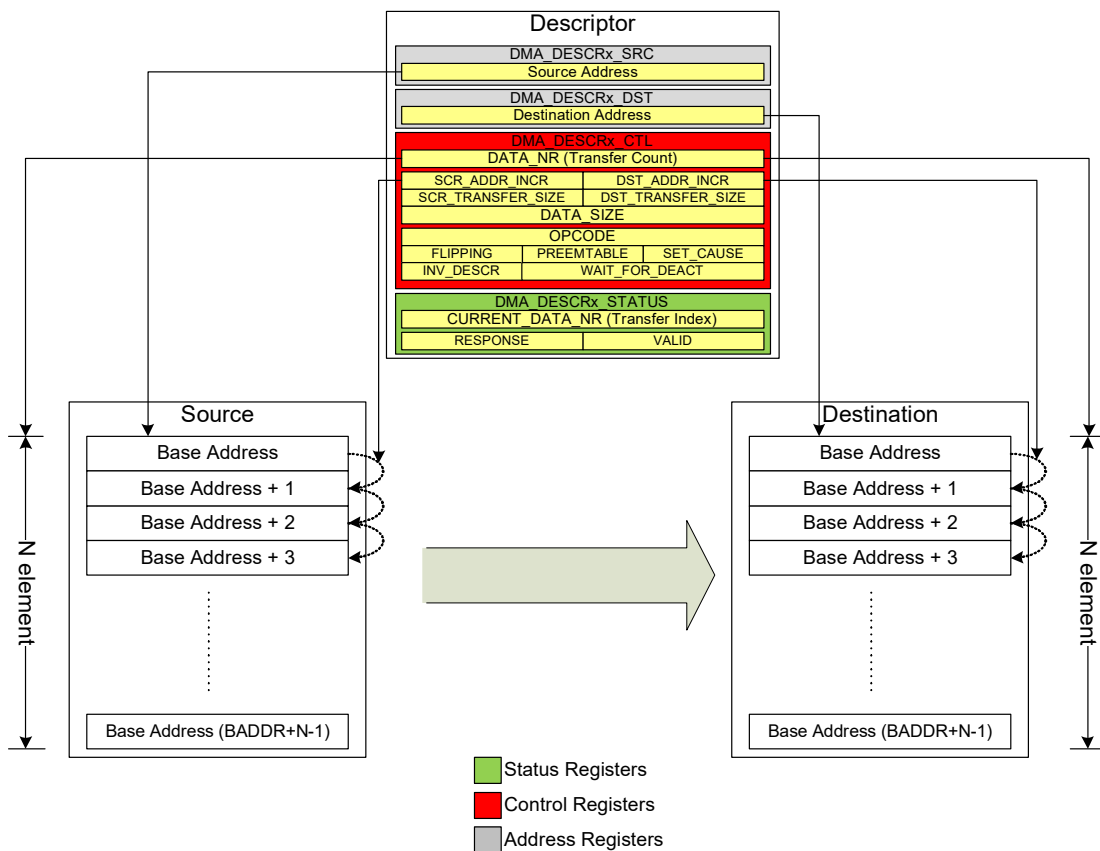 Descriptor
DMA_DESCRx_SRC
Source Address
DMA_DESCRx_DST
Destination Address
DMA_DESCRx_CTL
DATA_NR (Transfer Count)
SCR_ADDR_INCR DST_ADDR_INCR
SCR_TRANSFER_SIZE DST_TRANSFER_SIZE
DATA_SIZE
OPCODE
FLIPPING PREEMTABLE SET_CAUSE
INV_DESCR WAIT_FOR_DEACT
DMA_DESCRx_STATUS
CURRENT_DATA_NR (Transfer Index)
RESPONSE VALID
Source
Base Address
Base Address + 1
Base Address + 2
Base Address + 3
Base Address (BADDR+N-1)
N element
Destination
Base Address
Base Address + 1
Base Address + 2
Base Address + 3
Base Address (BADDR+N-1)
N element
Status Registers
Control Registers
Address Registers